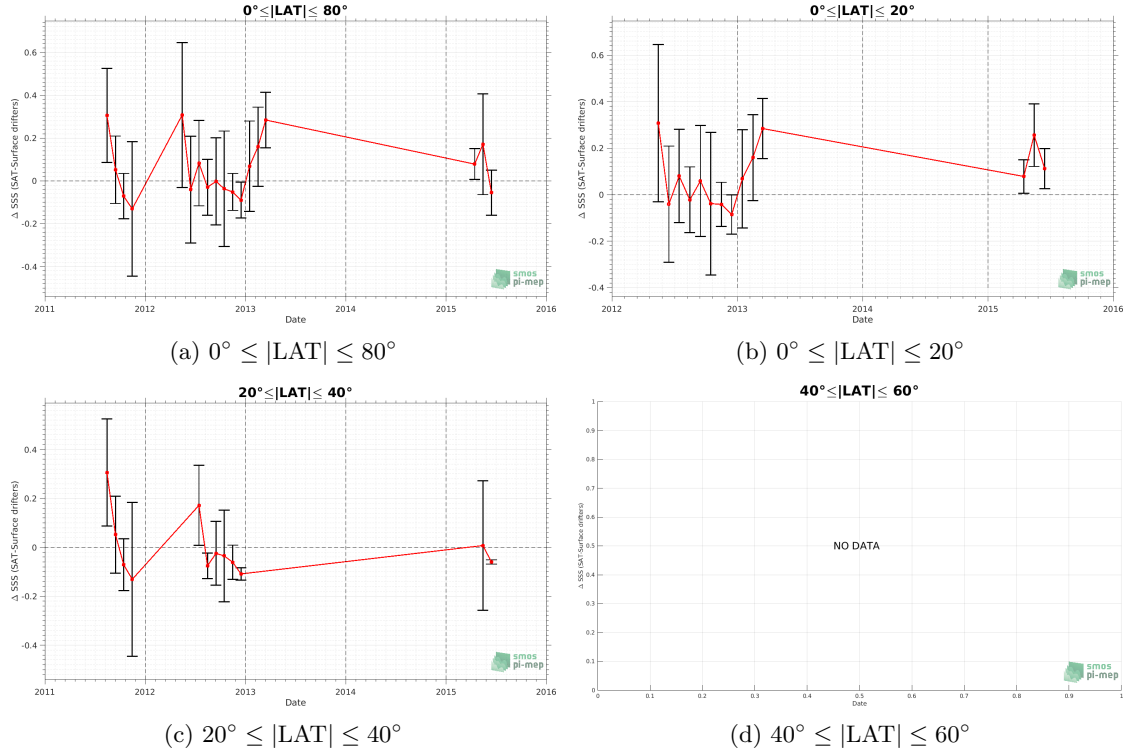 0°≤|LAT|≤ 80°
Δ SSS (SAT-Surface drifters)
0.6
0.4
0.2
0
-0.2
-0.4
2011
2012
2013
2014
2015
2016
Date
smos
pi-mep
(a) 0° ≤ |LAT| ≤ 80°
0°≤|LAT|≤ 20°
Δ SSS (SAT-Surface drifters)
0.6
0.4
0.2
0
-0.2
-0.4
2012
2013
2014
2015
2016
Date
smos
pi-mep
(b) 0° ≤ |LAT| ≤ 20°
20°≤|LAT|≤ 40°
Δ SSS (SAT-Surface drifters)
0.4
0.2
0
-0.2
-0.4
2011
2012
2013
2014
2015
2016
Date
smos
pi-mep
(c) 20° ≤ |LAT| ≤ 40°
40°≤|LAT|≤ 60°
Δ SSS (SAT-Surface drifters)
1
0.9
0.8
0.7
0.6
0.5
0.4
0.3
0.2
0.1
0
NO DATA
0
0.1
0.2
0.3
0.4
0.5
0.6
0.7
0.8
0.9
1
Date
smos
pi-mep
(d) 40° ≤ |LAT| ≤ 60°